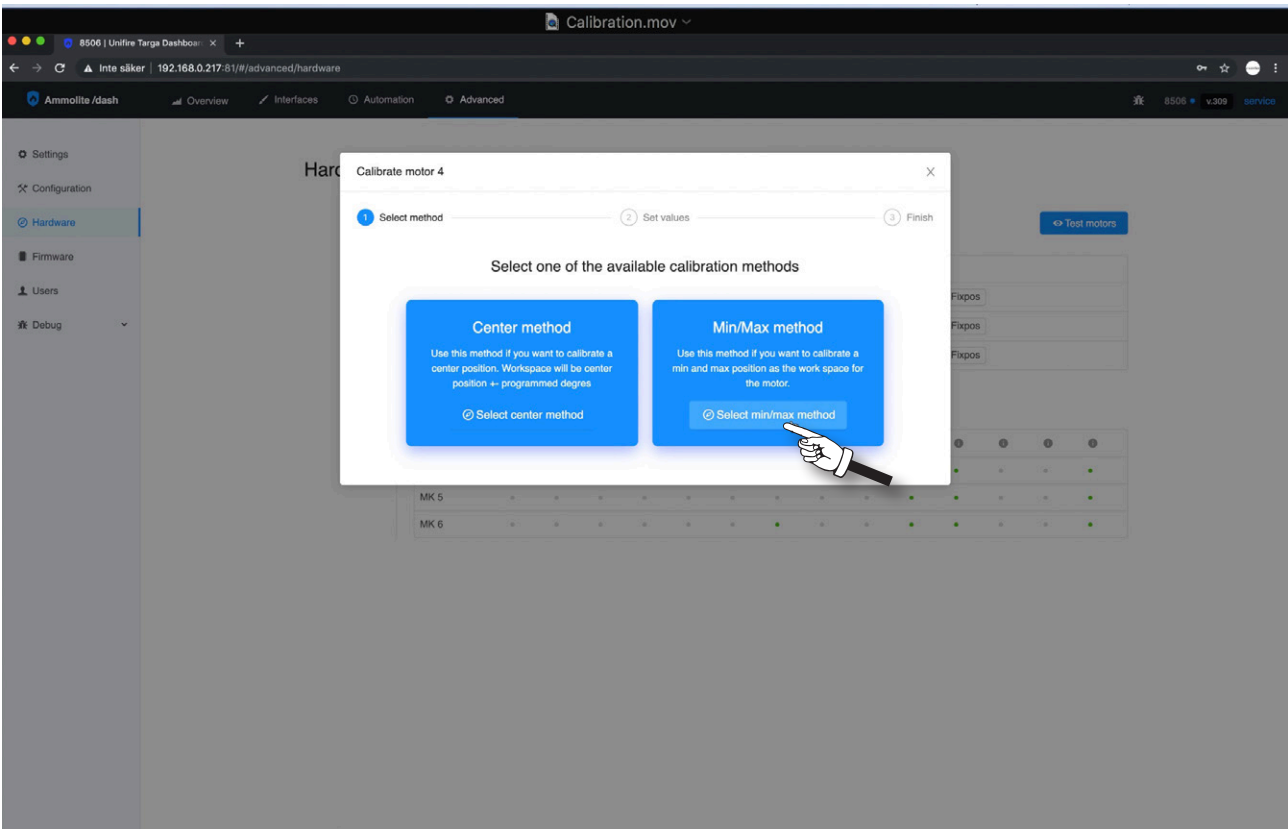 Calibration.mov
8506 | Unifire Targa Dashboar
Inte säker | 192.168.0.217:81/#/advanced/hardware
Ammolite /dash Overview Interfaces Automation Advanced 8506 v.309 service
Settings
Configuration
Hardware
Firmware
Users
Debug
Hard
Test motors
Calibrate motor 4
1 Select method 2 Set values 3 Finish
Select one of the available calibration methods
Center method
Use this method if you want to calibrate a
center position. Workspace will be center
position +- programmed degres
Select center method
Min/Max method
Use this method if you want to calibrate a
min and max position as the work space for
the motor.
Select min/max method
Fixpos
Fixpos
Fixpos
MK 5
MK 6